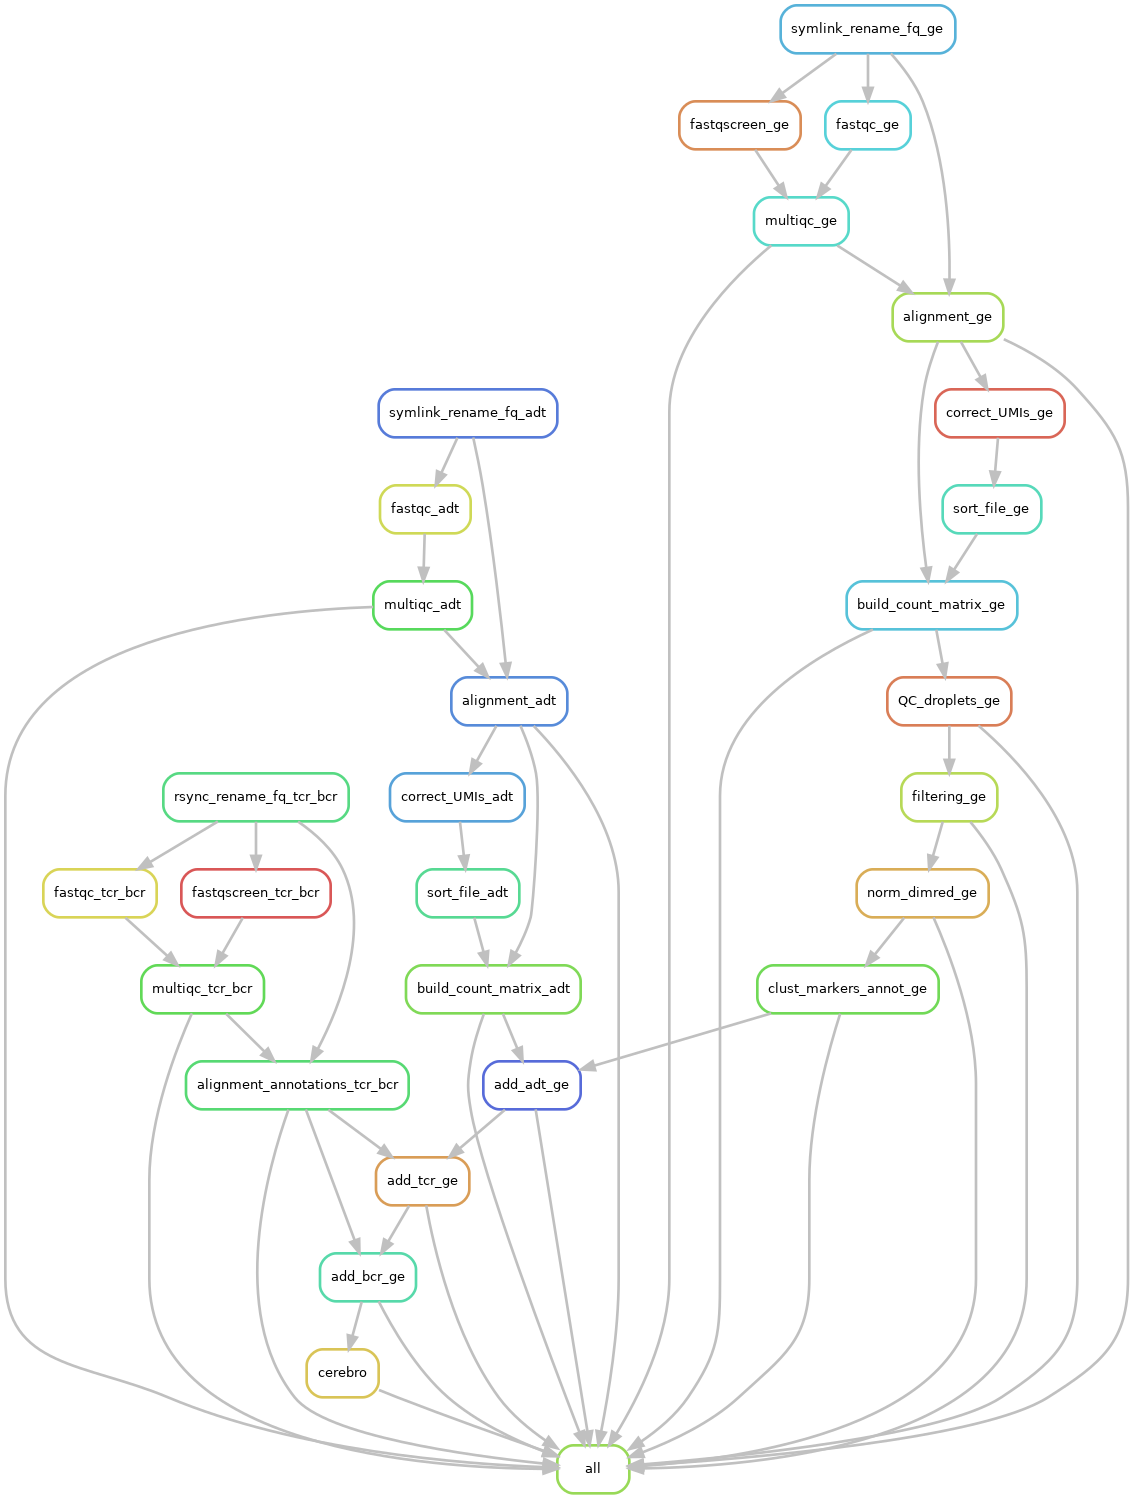 symlink_rename_fq_ge
fastqscreen_ge
fastqc_ge
multiqc_ge
alignment_ge
symlink_rename_fq_adt
correct_UMIs_ge
fastqc_adt
sort_file_ge
multiqc_adt
build_count_matrix_ge
alignment_adt
QC_droplets_ge
rsync_rename_fq_tcr_bcr
correct_UMIs_adt
filtering_ge
fastqc_tcr_bcr
fastqscreen_tcr_bcr
sort_file_adt
norm_dimred_ge
multiqc_tcr_bcr
build_count_matrix_adt
clust_markers_annot_ge
alignment_annotations_tcr_bcr
add_adt_ge
add_tcr_ge
add_bcr_ge
cerebro
all